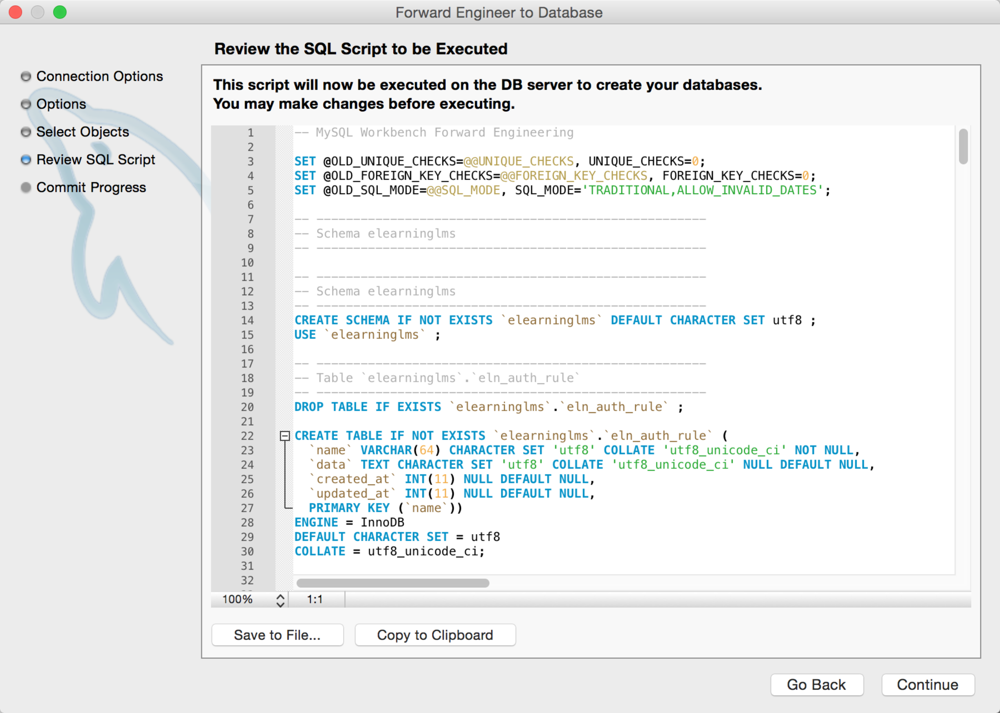 Forward Engineer to Database
Review the SQL Script to be Executed
Connection Options
Options
Select Objects
Review SQL Script
Commit Progress
This script will now be executed on the DB server to create your databases.
You may make changes before executing.
1 -- MySQL Workbench Forward Engineering
2
3 SET @OLD_UNIQUE_CHECKS=@@UNIQUE_CHECKS, UNIQUE_CHECKS=0;
4 SET @OLD_FOREIGN_KEY_CHECKS=@@FOREIGN_KEY_CHECKS, FOREIGN_KEY_CHECKS=0;
5 SET @OLD_SQL_MODE=@@SQL_MODE, SQL_MODE='TRADITIONAL,ALLOW_INVALID_DATES';
6
7 -- -----------------------------------------------------
8 -- Schema elearninglms
9 -- -----------------------------------------------------
10
11 -- -----------------------------------------------------
12 -- Schema elearninglms
13 -- -----------------------------------------------------
14 CREATE SCHEMA IF NOT EXISTS `elearninglms` DEFAULT CHARACTER SET utf8 ;
15 USE `elearninglms` ;
16
17 -- -----------------------------------------------------
18 -- Table `elearninglms`.`eln_auth_rule`
19 -- -----------------------------------------------------
20 DROP TABLE IF EXISTS `elearninglms`.`eln_auth_rule` ;
21
22 CREATE TABLE IF NOT EXISTS `elearninglms`.`eln_auth_rule` (
23 `name` VARCHAR(64) CHARACTER SET 'utf8' COLLATE 'utf8_unicode_ci' NOT NULL,
24 `data` TEXT CHARACTER SET 'utf8' COLLATE 'utf8_unicode_ci' NULL DEFAULT NULL,
25 `created_at` INT(11) NULL DEFAULT NULL,
26 `updated_at` INT(11) NULL DEFAULT NULL,
27 PRIMARY KEY (`name`))
28 ENGINE = InnoDB
29 DEFAULT CHARACTER SET = utf8
30 COLLATE = utf8_unicode_ci;
31
32
100% 1:1
Save to File... Copy to Clipboard
Go Back Continue